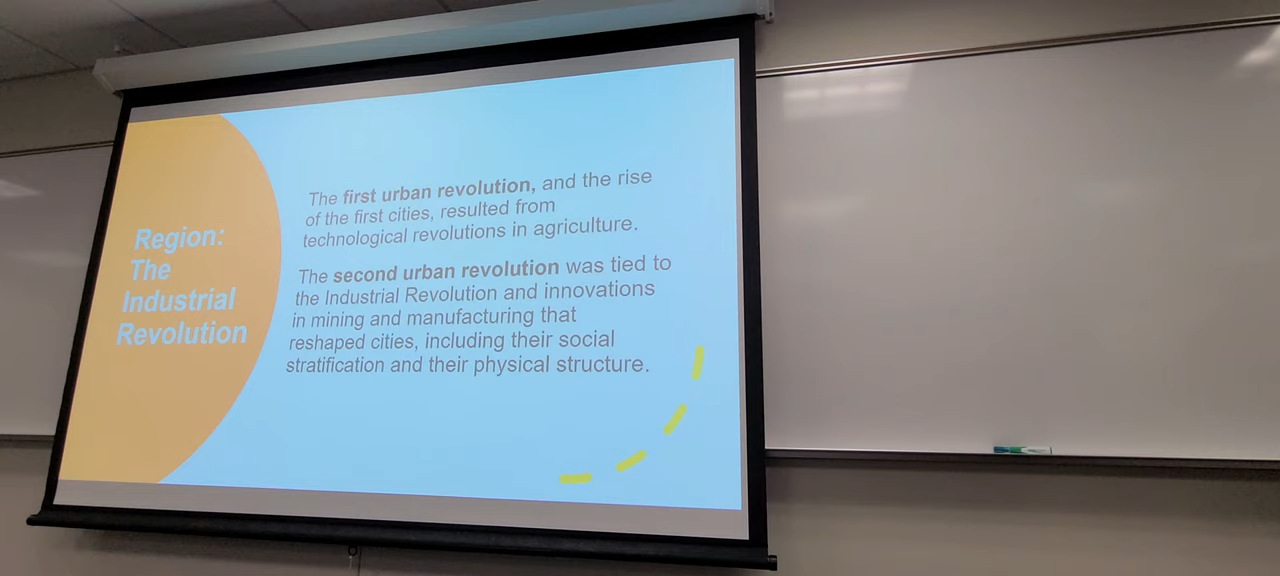 Region:
The
Industrial
Revolution
The first urban revolution, and the rise
of the first cities, resulted from
technological revolutions in agriculture.
The second urban revolution was tied to
the Industrial Revolution and innovations
in mining and manufacturing that
reshaped cities, including their social
stratification and their physical structure.